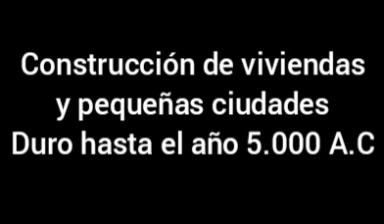 Construcción de viviendas
y pequeñas ciudades
Duro hasta el año 5.000 A.C